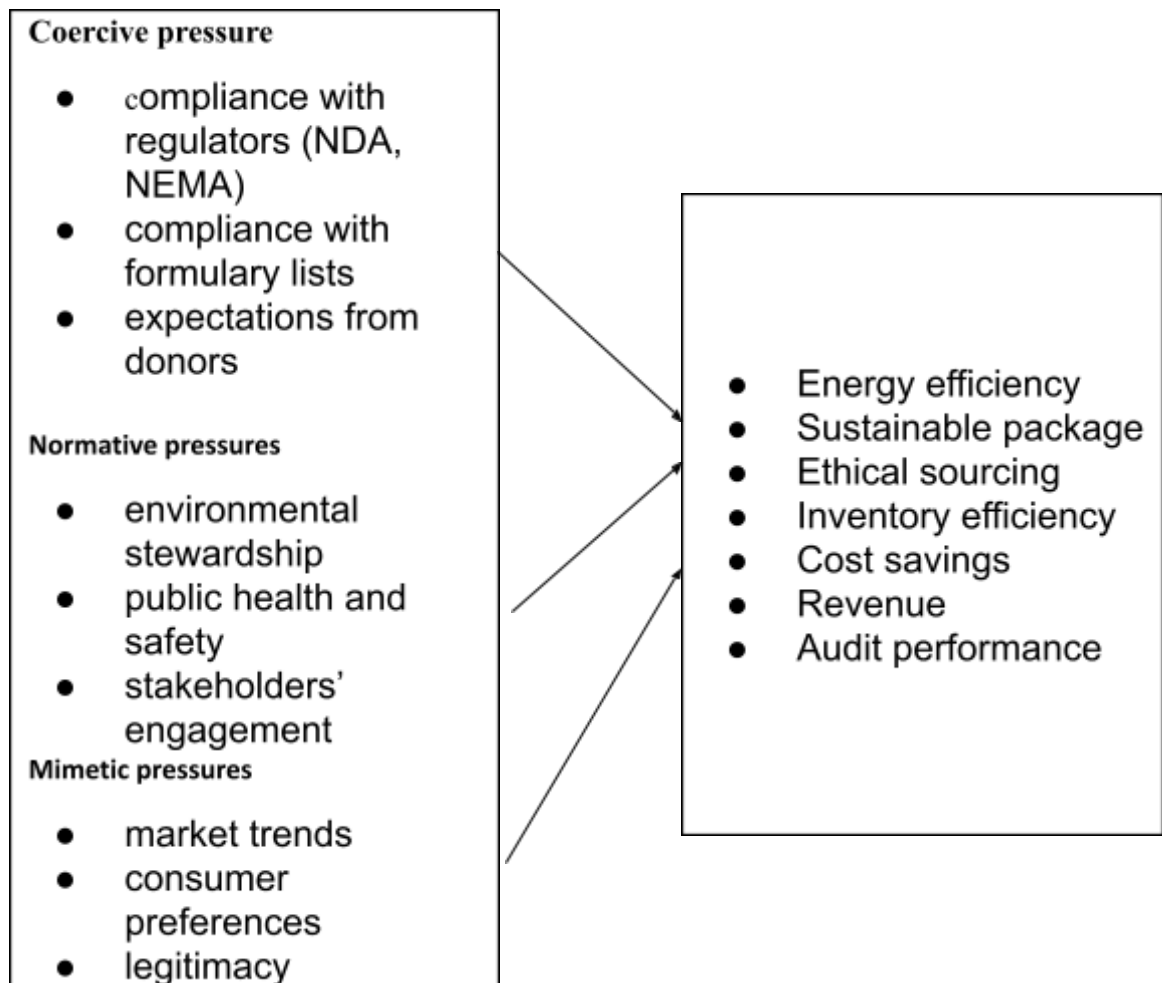 Coercive pressure
● compliance with
regulators (NDA,
NEMA)
● compliance with
formulary lists
● expectations from
donors
Normative pressures
● environmental
stewardship
● public health and
safety
● stakeholders’
engagement
Mimetic pressures
● market trends
● consumer
preferences
● legitimacy
● Energy efficiency
● Sustainable package
● Ethical sourcing
● Inventory efficiency
● Cost savings
● Revenue
● Audit performance